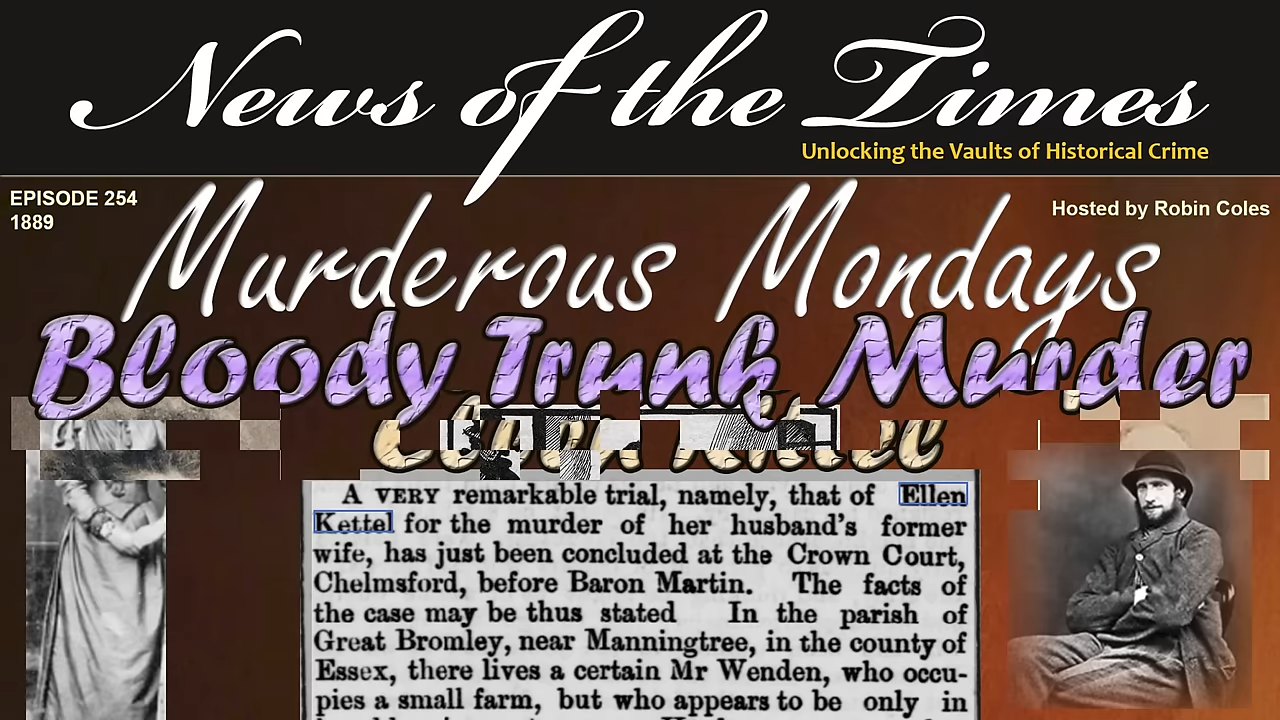 News of the Times
Unlocking the Vaults of Historical Crime
EPISODE 254
1889
Hosted by Robin Coles
Murderous Mondays
Bloody Trunk Murder
A VERY remarkable trial, namely, that of Ellen
Kettel for the murder of her husband's former
wife, has just been concluded at the Crown Court,
Chelmsford, before Baron Martin. The facts of
the case may be thus stated In the parish of
Great Bromley, near Manningtree, in the county of
Essex, there lives a certain Mr Wenden, who occu-
pies a small farm, but who appears to be only in